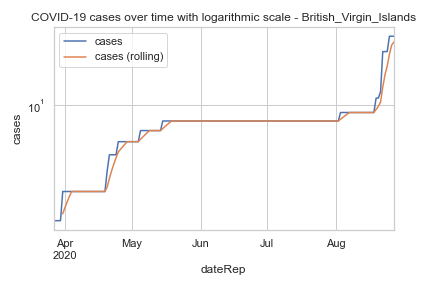 COVID-19 cases over time with logarithmic scale - British_Virgin_Islands
cases
cases (rolling)
10^1
cases
Apr
2020
May
Jun
Jul
Aug
dateRep